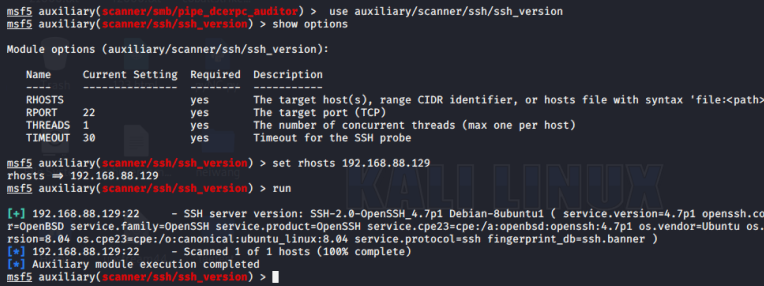 msf5 auxiliary(scanner/smb/pipe_dcerpc_auditor) > use auxiliary/scanner/ssh/ssh_version
msf5 auxiliary(scanner/ssh/ssh_version) > show options
Module options (auxiliary/scanner/ssh/ssh_version):
Name Current Setting Required Description
---- --------------- -------- -----------
RHOSTS yes The target host(s), range CIDR identifier, or hosts file with syntax 'file:<path>
RPORT 22 yes The target port (TCP)
THREADS 1 yes The number of concurrent threads (max one per host)
TIMEOUT 30 yes Timeout for the SSH probe
msf5 auxiliary(scanner/ssh/ssh_version) > set rhosts 192.168.88.129
rhosts => 192.168.88.129
msf5 auxiliary(scanner/ssh/ssh_version) > run
KALI LINUX
[+] 192.168.88.129:22 - SSH server version: SSH-2.0-OpenSSH_4.7p1 Debian-8ubuntu1 ( service.version=4.7p1 openssh.co
r=OpenBSD service.family=OpenSSH service.product=OpenSSH service.cpe23=cpe:/a:openbsd:openssh:4.7p1 os.vendor=Ubuntu os.
rsion=8.04 os.cpe23=cpe:/o:canonical:ubuntu_linux:8.04 service.protocol=ssh fingerprint_db=ssh.banner )
[*] 192.168.88.129:22 - Scanned 1 of 1 hosts (100% complete)
[*] Auxiliary module execution completed
msf5 auxiliary(scanner/ssh/ssh_version) >